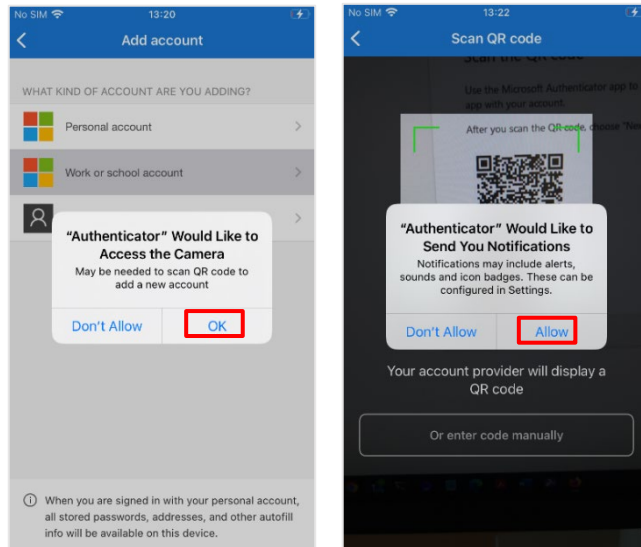 No SIM 13:20
Add account
WHAT KIND OF ACCOUNT ARE YOU ADDING?
Personal account
Work or school account
"Authenticator" Would Like to
Access the Camera
May be needed to scan QR code to
add a new account
Don't Allow OK
When you are signed in with your personal account,
all stored passwords, addresses, and other autofill
info will be available on this device.
No SIM 13:22
Scan QR code
Scan the QR code
Use the Microsoft Authenticator app to
app with your account.
After you scan the QR code, choose "Nex
"Authenticator" Would Like to
Send You Notifications
Notifications may include alerts,
sounds and icon badges. These can be
configured in Settings.
Don't Allow Allow
Your account provider will display a
QR code
Or enter code manually